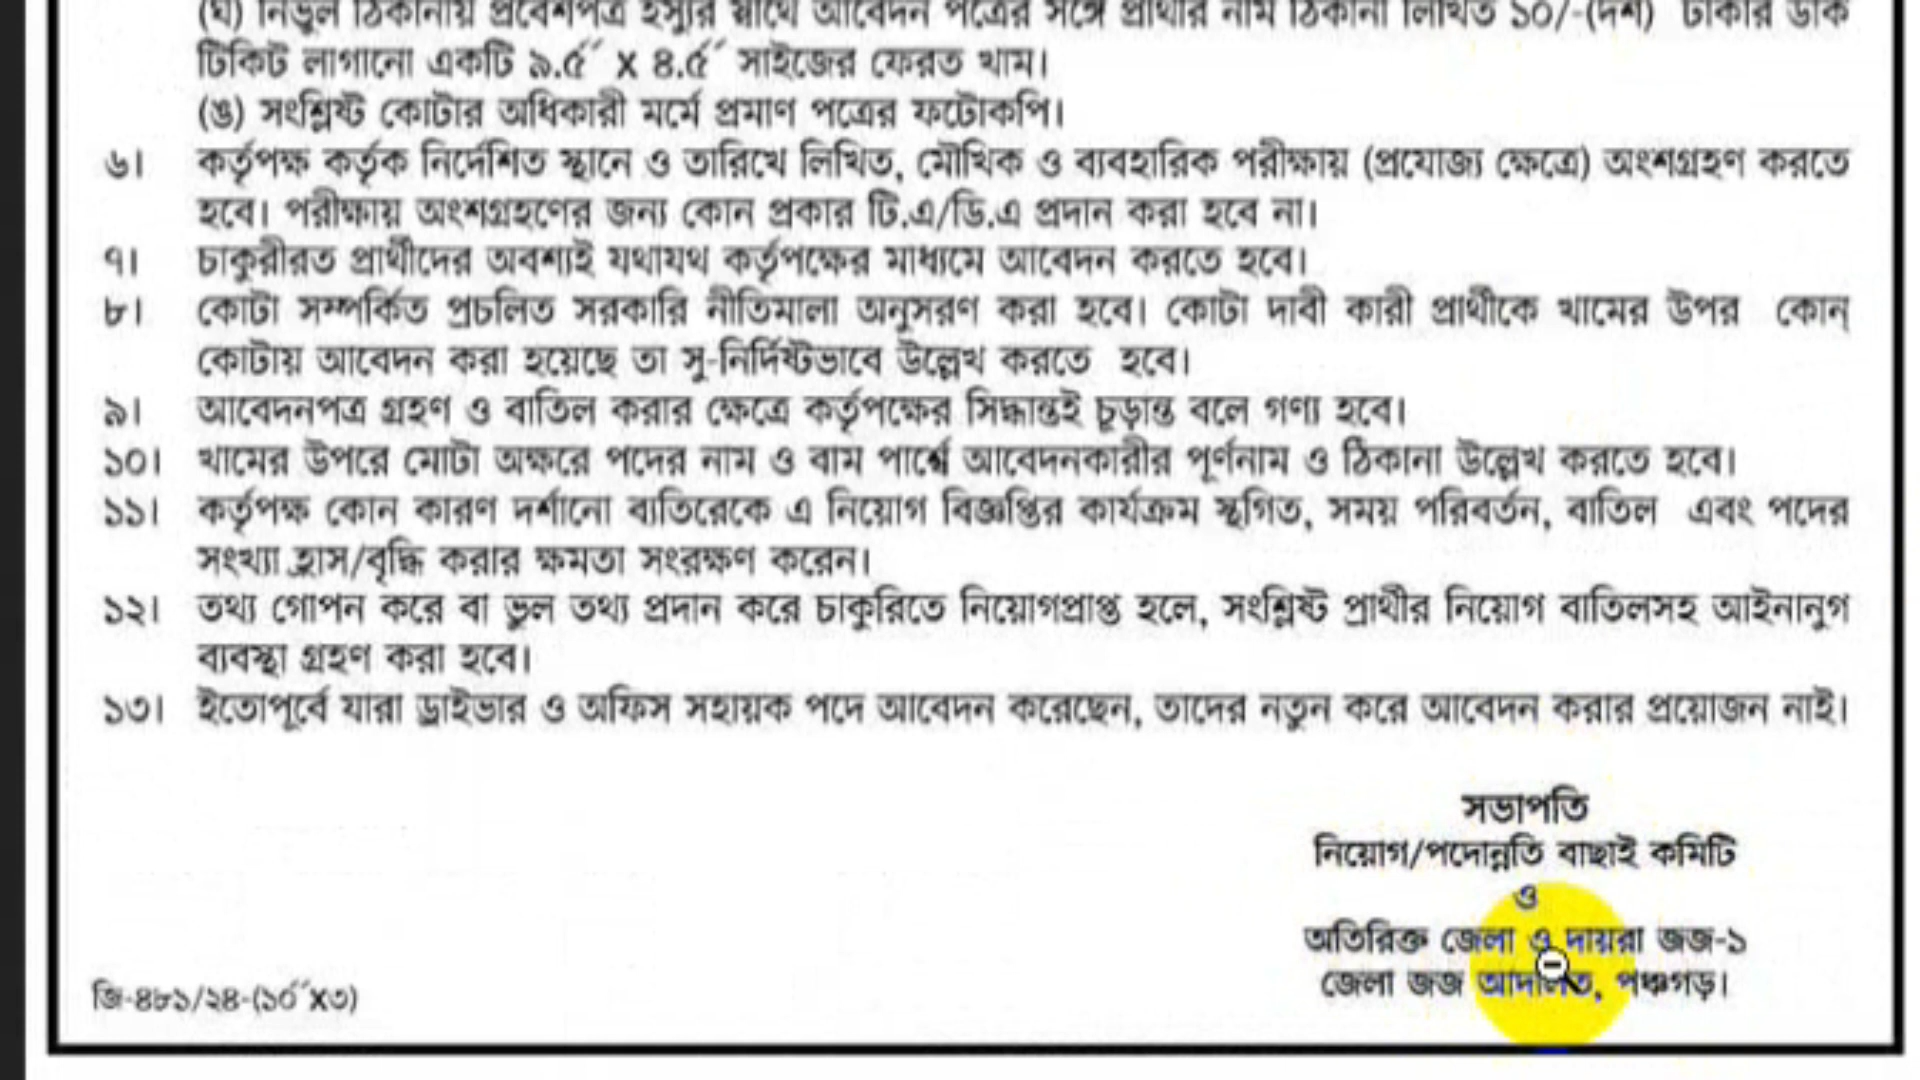 (ঘ) নির্ভুল ঠিকানায় প্রবেশপত্র ইস্যুর স্বার্থে আবেদন পত্রের সঙ্গে প্রার্থীর নাম ঠিকানা লিখিত ১০/-(দশ) টাকার ডাক
টিকিট লাগানো একটি ৯.৫˝ x ৪.৫˝ সাইজের ফেরত খাম।
(ঙ) সংশ্লিষ্ট কোটার অধিকারী মর্মে প্রমাণ পত্রের ফটোকপি।
৬। কর্তৃপক্ষ কর্তৃক নির্দেশিত স্থানে ও তারিখে লিখিত, মৌখিক ও ব্যবহারিক পরীক্ষায় (প্রযোজ্য ক্ষেত্রে) অংশগ্রহণ করতে
হবে। পরীক্ষায় অংশগ্রহণের জন্য কোন প্রকার টি.এ/ডি.এ প্রদান করা হবে না।
৭। চাকুরীরত প্রার্থীদের অবশ্যই যথাযথ কর্তৃপক্ষের মাধ্যমে আবেদন করতে হবে।
৮। কোটা সম্পর্কিত প্রচলিত সরকারি নীতিমালা অনুসরণ করা হবে। কোটা দাবী কারী প্রার্থীকে খামের উপর কোন্
কোটায় আবেদন করা হয়েছে তা সু-নির্দিষ্টভাবে উল্লেখ করতে হবে।
৯। আবেদনপত্র গ্রহণ ও বাতিল করার ক্ষেত্রে কর্তৃপক্ষের সিদ্ধান্তই চূড়ান্ত বলে গণ্য হবে।
১০। খামের উপরে মোটা অক্ষরে পদের নাম ও বাম পার্শ্বে আবেদনকারীর পূর্ণনাম ও ঠিকানা উল্লেখ করতে হবে।
১১। কর্তৃপক্ষ কোন কারণ দর্শানো ব্যতিরেকে এ নিয়োগ বিজ্ঞপ্তির কার্যক্রম স্থগিত, সময় পরিবর্তন, বাতিল এবং পদের
সংখ্যা হ্রাস/বৃদ্ধি করার ক্ষমতা সংরক্ষণ করেন।
১২। তথ্য গোপন করে বা ভুল তথ্য প্রদান করে চাকুরিতে নিয়োগপ্রাপ্ত হলে, সংশ্লিষ্ট প্রার্থীর নিয়োগ বাতিলসহ আইনানুগ
ব্যবস্থা গ্রহণ করা হবে।
১৩। ইতোপূর্বে যারা ড্রাইভার ও অফিস সহায়ক পদে আবেদন করেছেন, তাদের নতুন করে আবেদন করার প্রয়োজন নাই।
সভাপতি
নিয়োগ/পদোন্নতি বাছাই কমিটি
ও
অতিরিক্ত জেলা ও দায়রা জজ-১
জেলা জজ আদালত, পঞ্চগড়।
জি-৪৮১/২৪-(১০˝x৩)